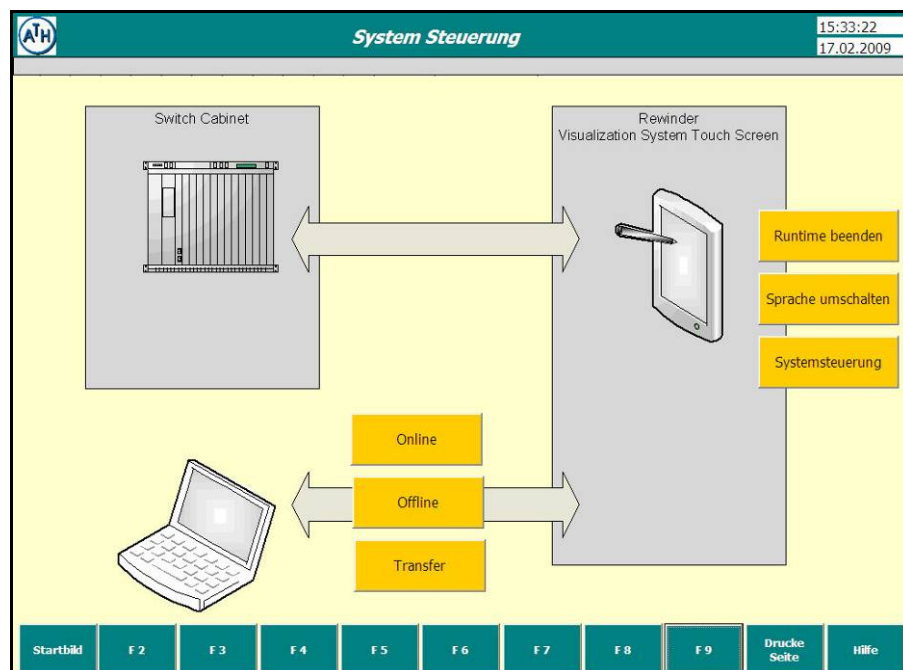 ATH
System Steuerung
15:33:22
17.02.2009
Switch Cabinet
Rewinder
Visualization System Touch Screen
Runtime beenden
Sprache umschalten
Systemsteuerung
Online
Offline
Transfer
Startbild
F 2
F 3
F 4
F 5
F 6
F 7
F 8
F 9
Drucke
Seite
Hilfe